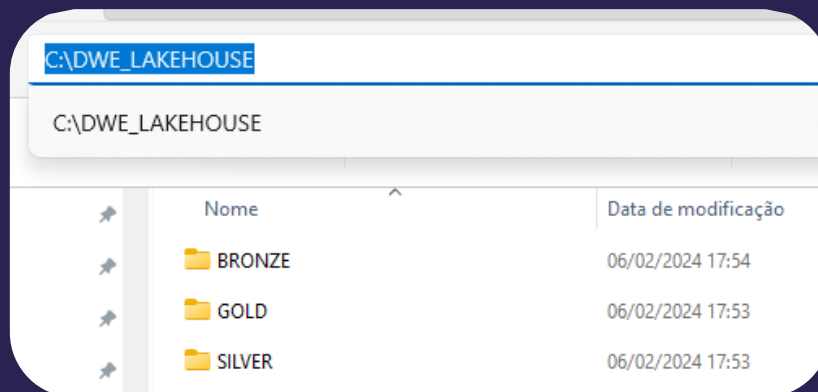 C:\DWE_LAKEHOUSE
C:\DWE_LAKEHOUSE
Nome Data de modificação
BRONZE 06/02/2024 17:54
GOLD 06/02/2024 17:53
SILVER 06/02/2024 17:53